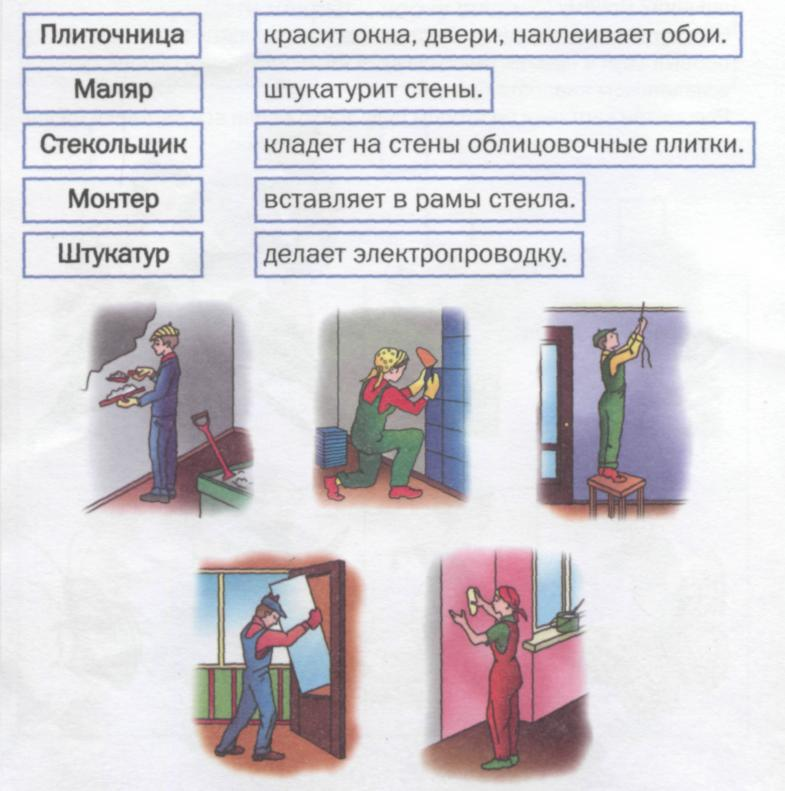 Плиточница красит окна, двери, наклеивает обои.
Маляр штукатурит стены.
Стекольщик кладет на стены облицовочные плитки.
Монтер вставляет в рамы стекла.
Штукатур делает электропроводку.